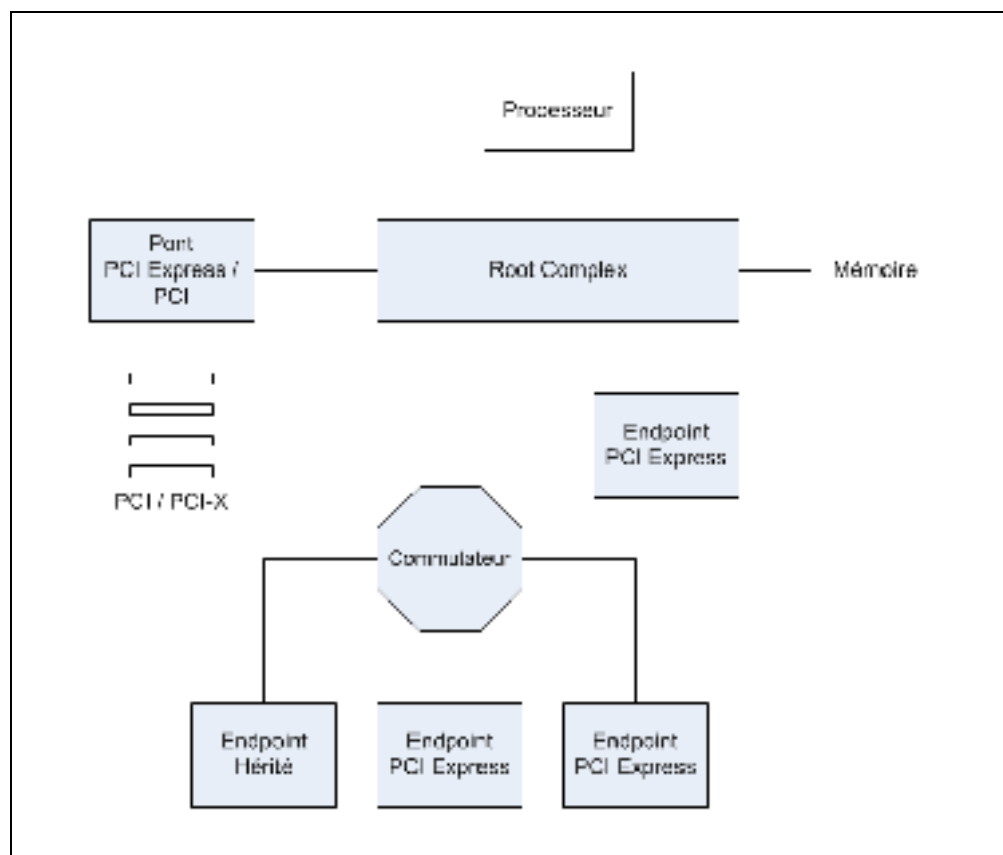 Processeur
Pont
PCI Express /
PCI
Root Complex
Mémoire
Endpoint
PCI Express
PCI / PCI-X
Commutateur
Endpoint
Hérité
Endpoint
PCI Express
Endpoint
PCI Express